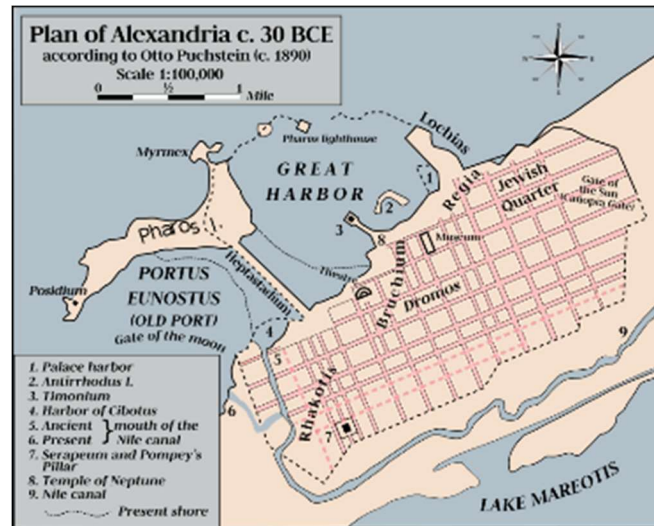 Plan of Alexandria c. 30 BCE
according to Otto Puchstein (c. 1890)
Scale 1:100,000
0 ½ 1 Mile
Lochias
Pharus lighthouse
Myrmex
GREAT
HARBOR
1
2
3
Regia
Jewish
Quarter
Gate of
the Sun
(Canopia Gate)
Pharos I.
8
Museum
Heptastadium
Theatre
Bruchium
Dromos
PORTUS
EUNOSTUS
(OLD PORT)
Posidium
Gate of the moon
4
5
6
9
Rhakotis
7
LAKE MAREOTIS
1. Palace harbor
2. Antirrhodus I.
3. Timonium
4. Harbor of Cibotus
5. Ancient } mouth of the
6. Present } Nile canal
7. Serapeum and Pompey's
Pillar
8. Temple of Neptune
9. Nile canal
Present shore